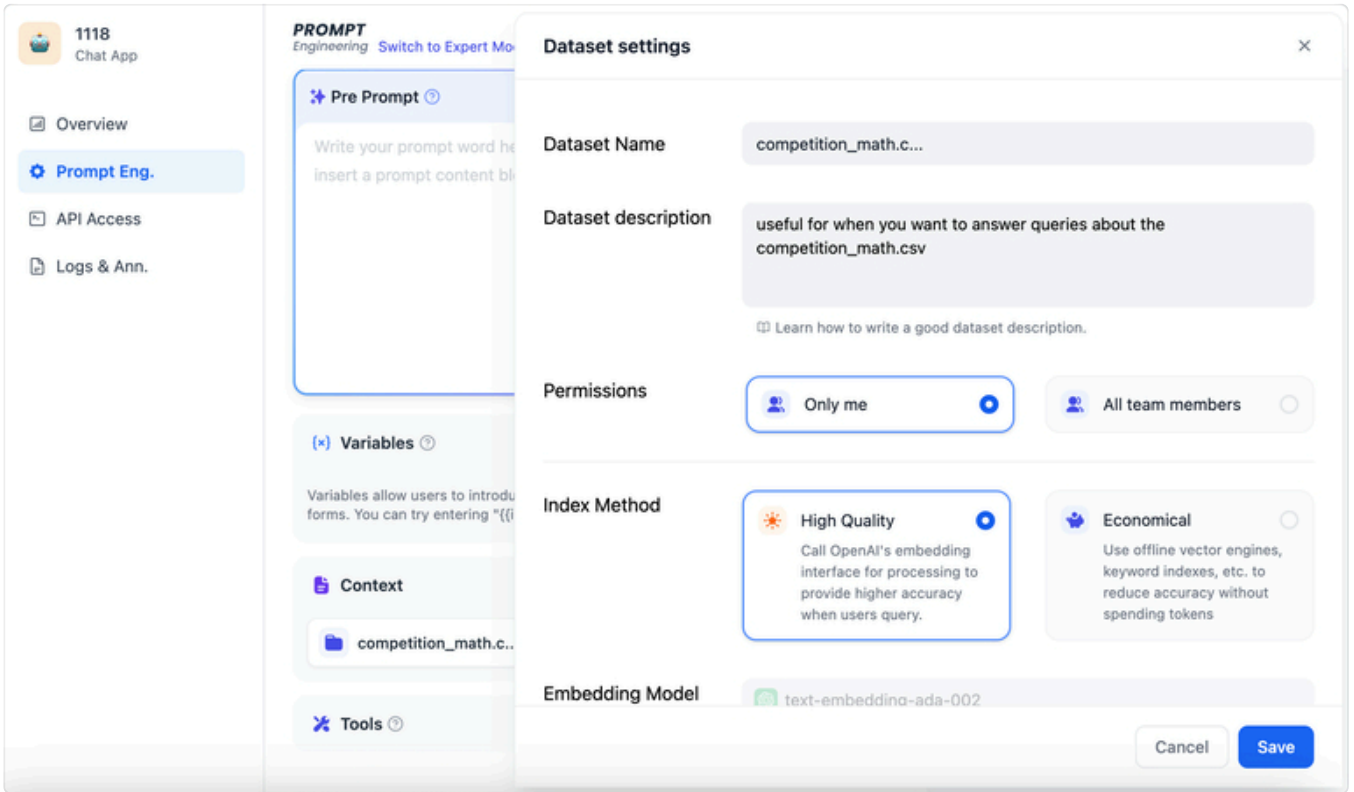 1118
Chat App
Overview
Prompt Eng.
API Access
Logs & Ann.
PROMPT
Engineering Switch to Expert Mo
Pre Prompt
Write your prompt word
insert a prompt content
Variables
Variables allow users to
forms. You can try entering "{{
Context
competition_math.c...
Tools
Dataset settings
Dataset Name
competition_math.c...
Dataset description
useful for when you want to answer queries about the
competition_math.csv
Learn how to write a good dataset description.
Permissions
Only me
All team members
Index Method
High Quality
Call OpenAI's embedding
interface for processing to
provide higher accuracy
when users query.
Economical
Use offline vector engines,
keyword indexes, etc. to
reduce accuracy without
spending tokens
Embedding Model
text-embedding-ada-002
Cancel
Save